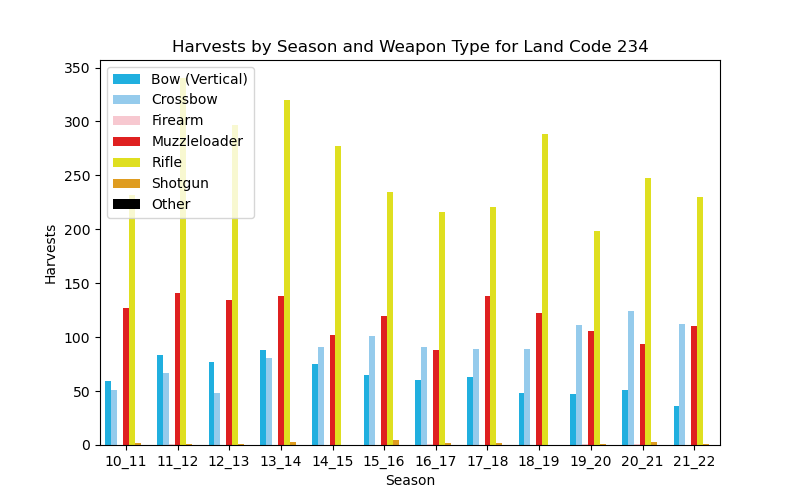 Harvests by Season and Weapon Type for Land Code 234
350
300
250
200
150
100
50
0
Harvests
Bow (Vertical)
Crossbow
Firearm
Muzzleloader
Rifle
Shotgun
Other
10_11 11_12 12_13 13_14 14_15 15_16 16_17 17_18 18_19 19_20 20_21 21_22
Season